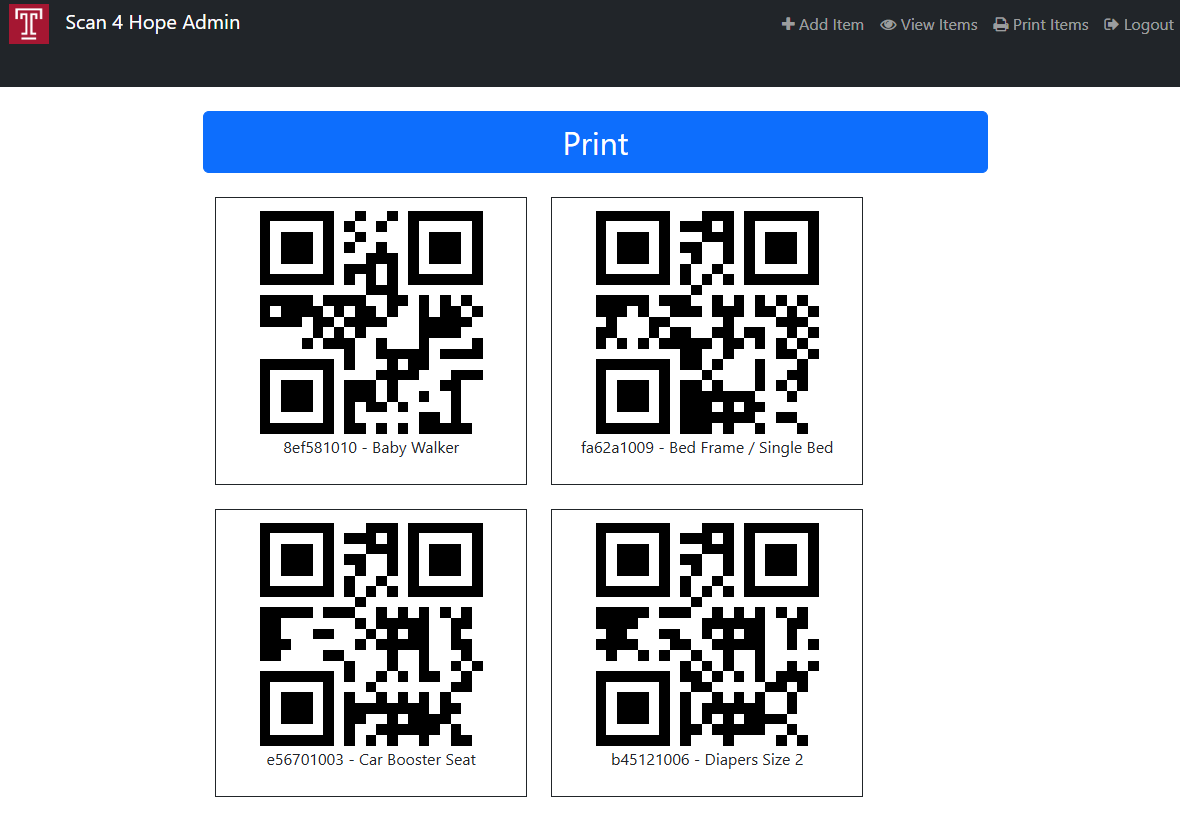 T Scan 4 Hope Admin
Add Item View Items Print Items Logout
Print
8ef581010 - Baby Walker
fa62a1009 - Bed Frame / Single Bed
e56701003 - Car Booster Seat
b45121006 - Diapers Size 2